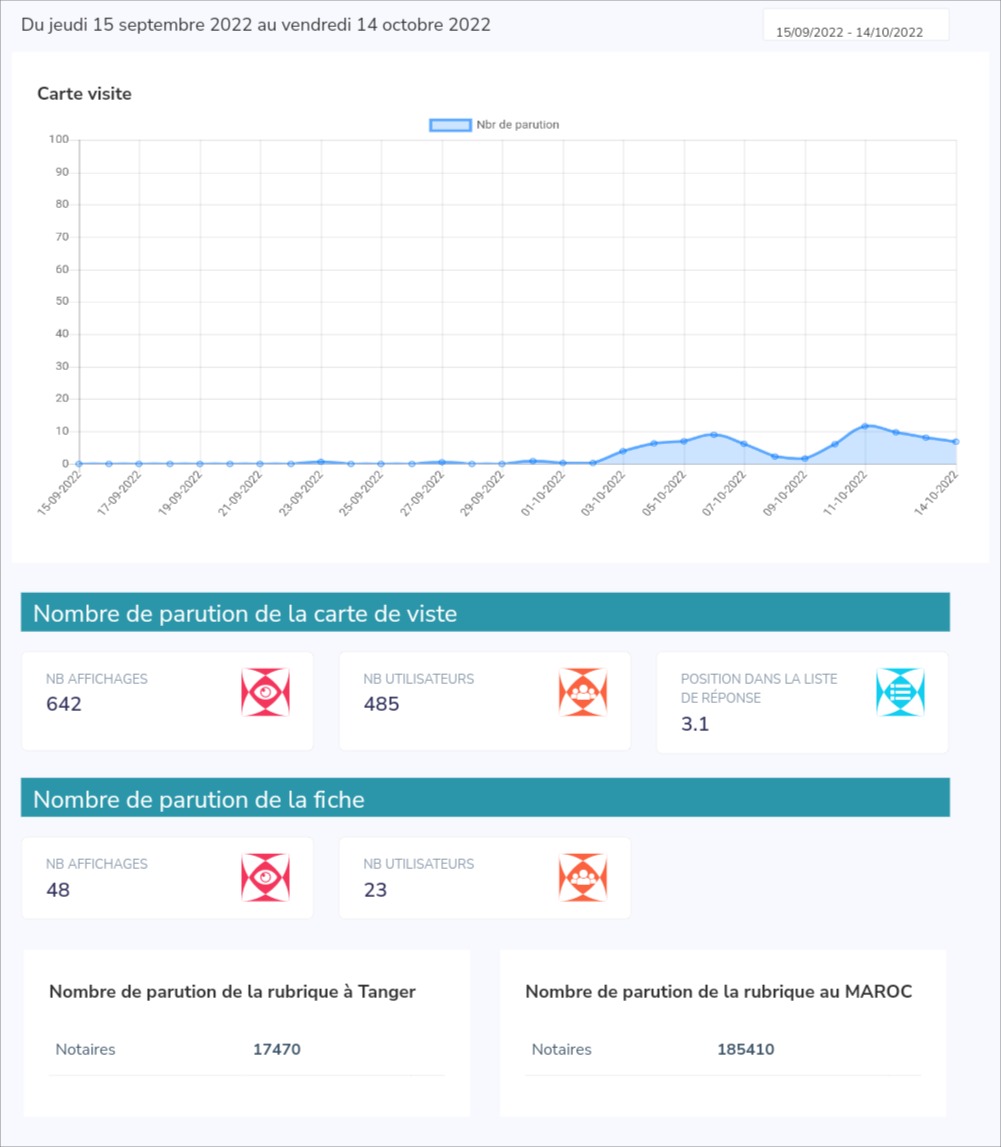 Du jeudi 15 septembre 2022 au vendredi 14 octobre 2022
15/09/2022 - 14/10/2022
Carte visite
Nbr de parution
100
90
80
70
60
50
40
30
20
10
0
15-09-2022
17-09-2022
19-09-2022
21-09-2022
23-09-2022
25-09-2022
27-09-2022
29-09-2022
01-10-2022
03-10-2022
05-10-2022
07-10-2022
09-10-2022
11-10-2022
14-10-2022
Nombre de parution de la carte de viste
NB AFFICHAGES
642
NB UTILISATEURS
485
POSITION DANS LA LISTE
DE RÉPONSE
3.1
Nombre de parution de la fiche
NB AFFICHAGES
48
NB UTILISATEURS
23
Nombre de parution de la rubrique à Tanger
Notaires 17470
Nombre de parution de la rubrique au MAROC
Notaires 185410